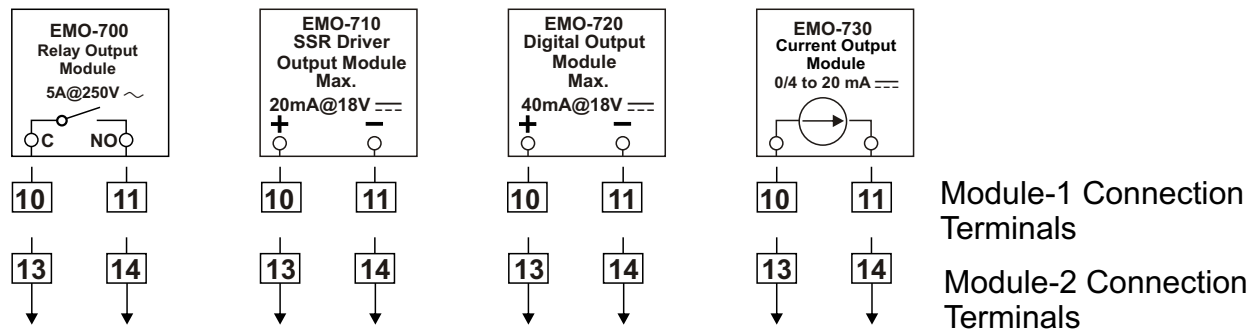 EMO-700
Relay Output
Module
5A@250V ~
C NO
10 11
13 14
EMO-710
SSR Driver
Output Module
Max.
20mA@18V ⎓
+ −
10 11
13 14
EMO-720
Digital Output
Module
Max.
40mA@18V ⎓
+ −
10 11
13 14
EMO-730
Current Output
Module
0/4 to 20 mA ⎓
10 11
13 14
Module-1 Connection
Terminals
Module-2 Connection
Terminals